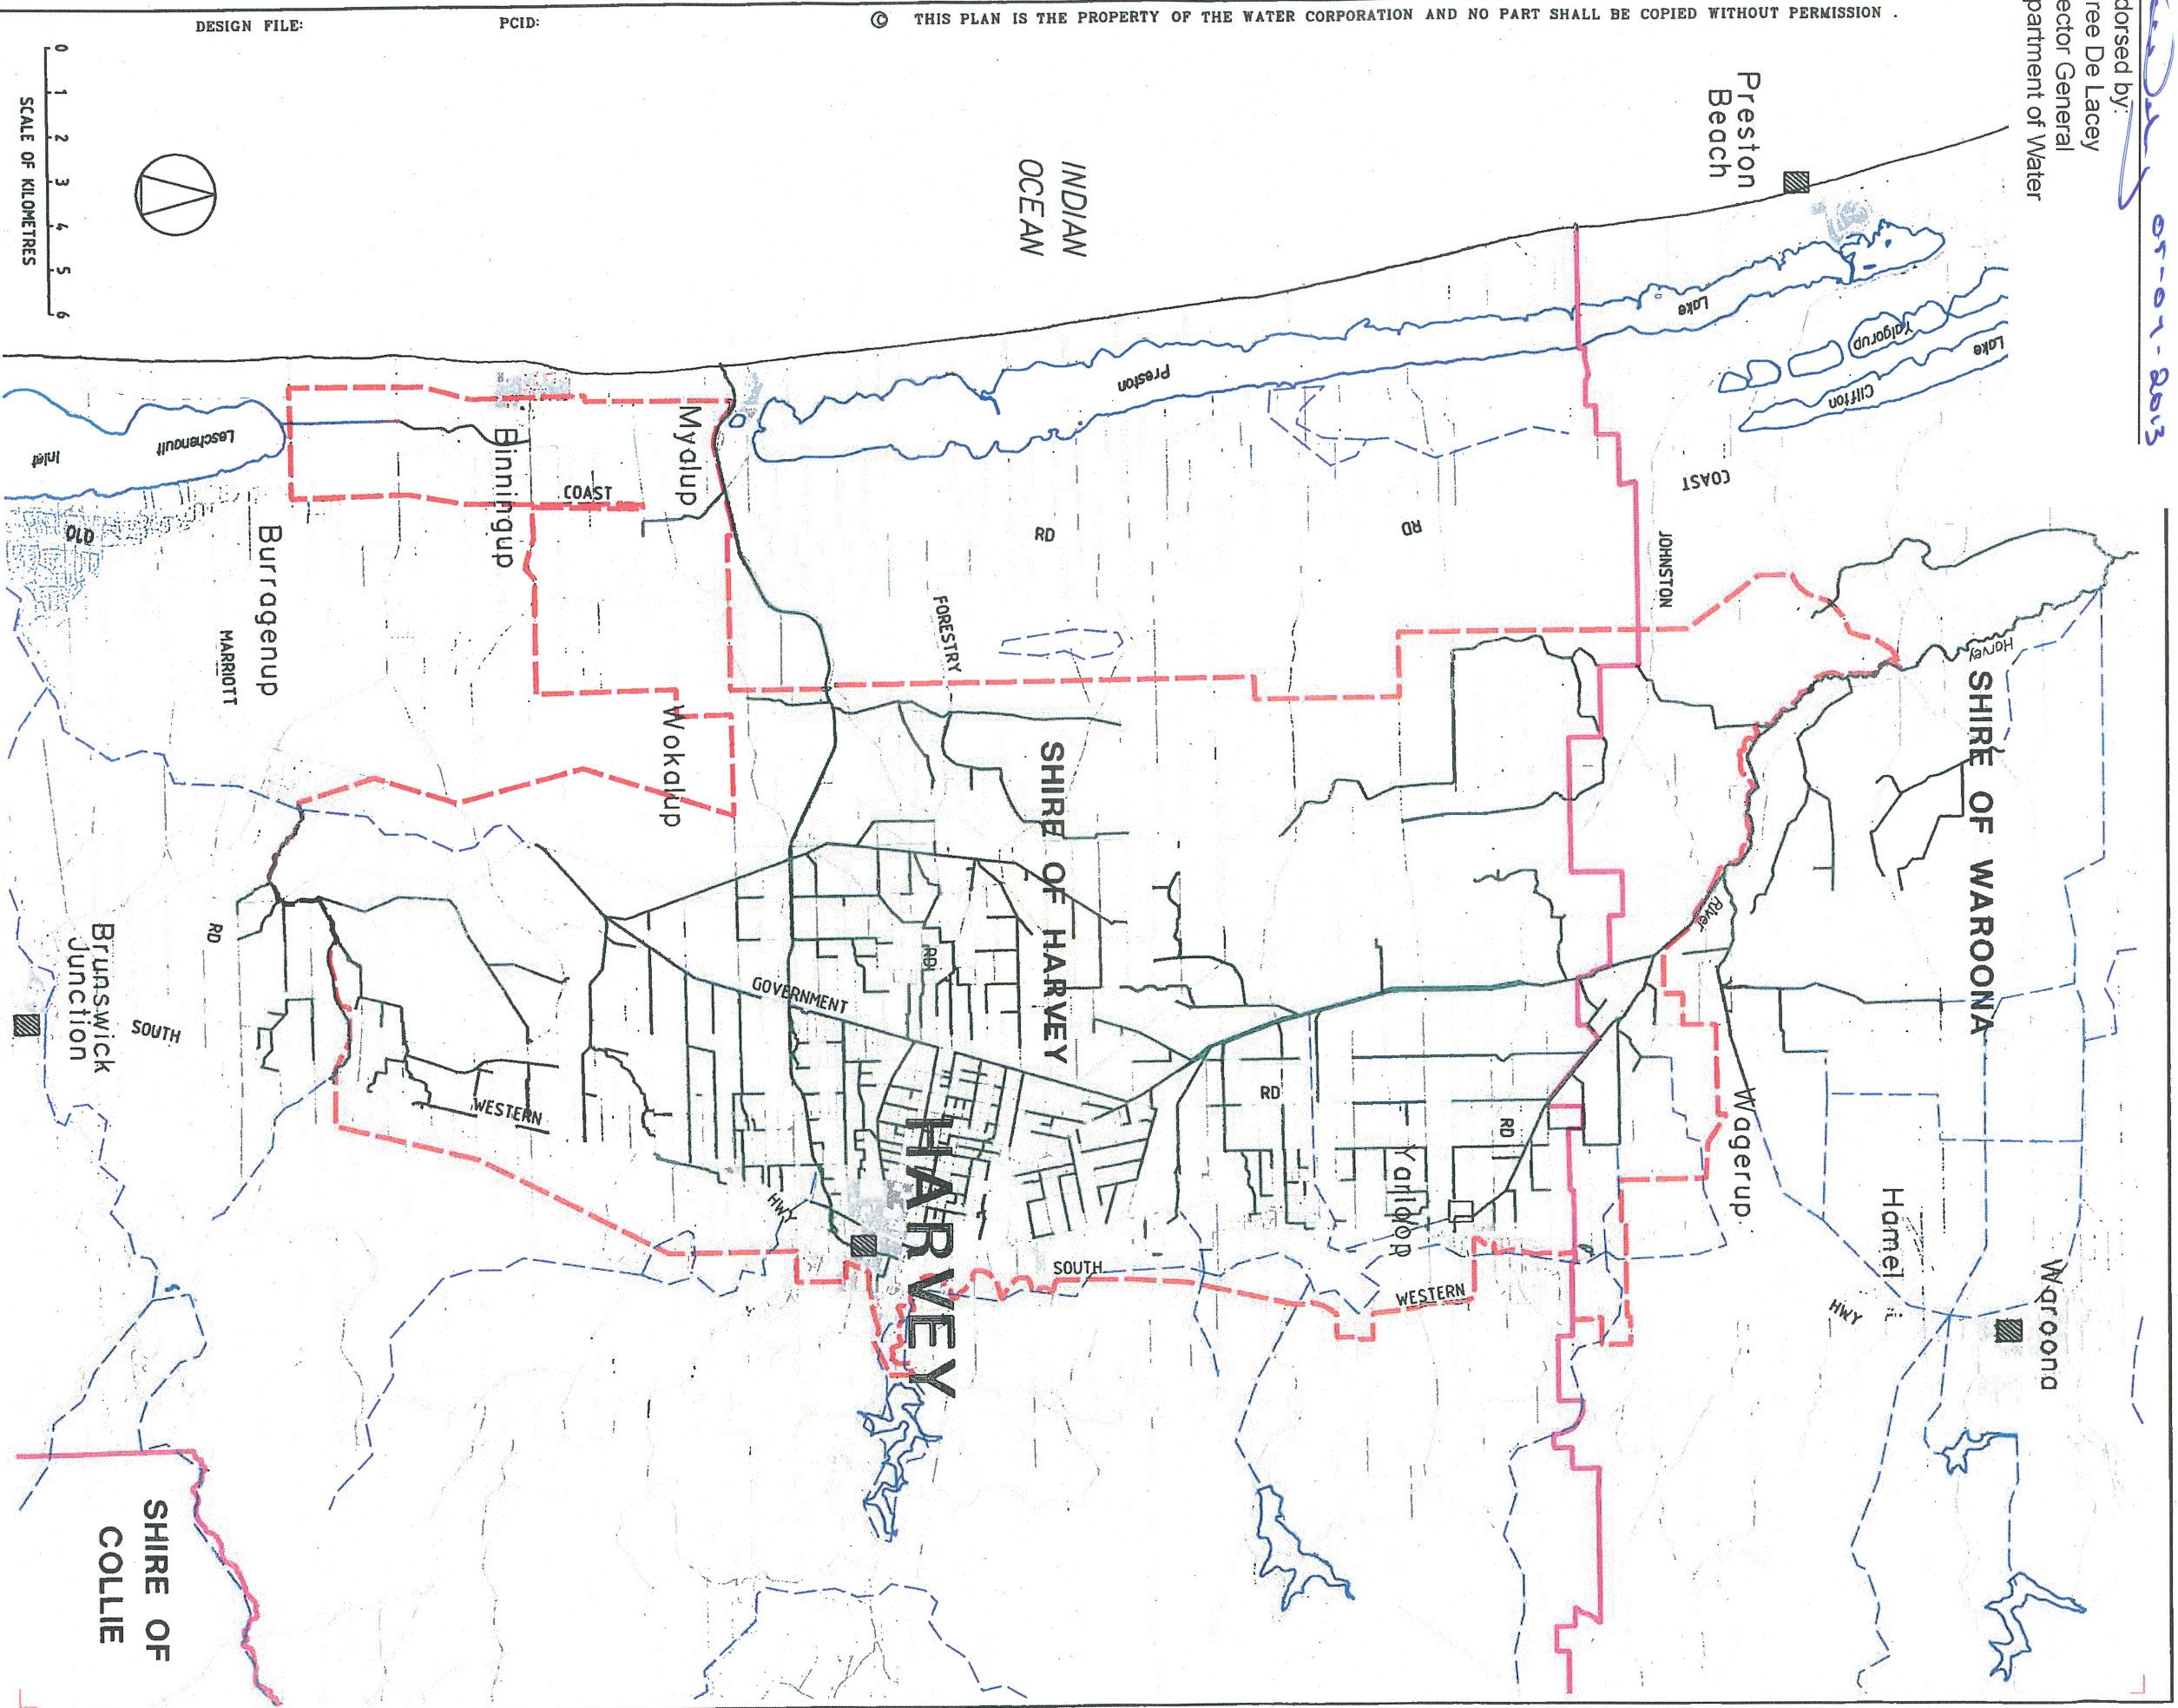 DESIGN FILE:
PCID:
© THIS PLAN IS THE PROPERTY OF THE WATER CORPORATION AND NO PART SHALL BE COPIED WITHOUT PERMISSION .
dorsed by:
ree De Lacey
ector General
partment of Water
0 1 2 3 4 5 6
SCALE OF KILOMETRES
Preston
Beach
INDIAN
OCEAN
Lake
Preston
Yalgorup
Lake
Clifton
COAST
RD
JOHNSTON
RD
FORESTRY
Harvey
River
SHIRE OF WAROONA
Leschenault
Inlet
Old
Myalup
Binningup
COAST
Burragenup
MARRIOTT
RD
Wokalup
SHIRE OF HARVEY
RD
GOVERNMENT
RD
RD
Brunswick
Junction
SOUTH
WESTERN
HWY
HARVEY
SOUTH
WESTERN
HWY
Yarloop
Wagerup
Hamel
Waroona
SHIRE OF
COLLIE